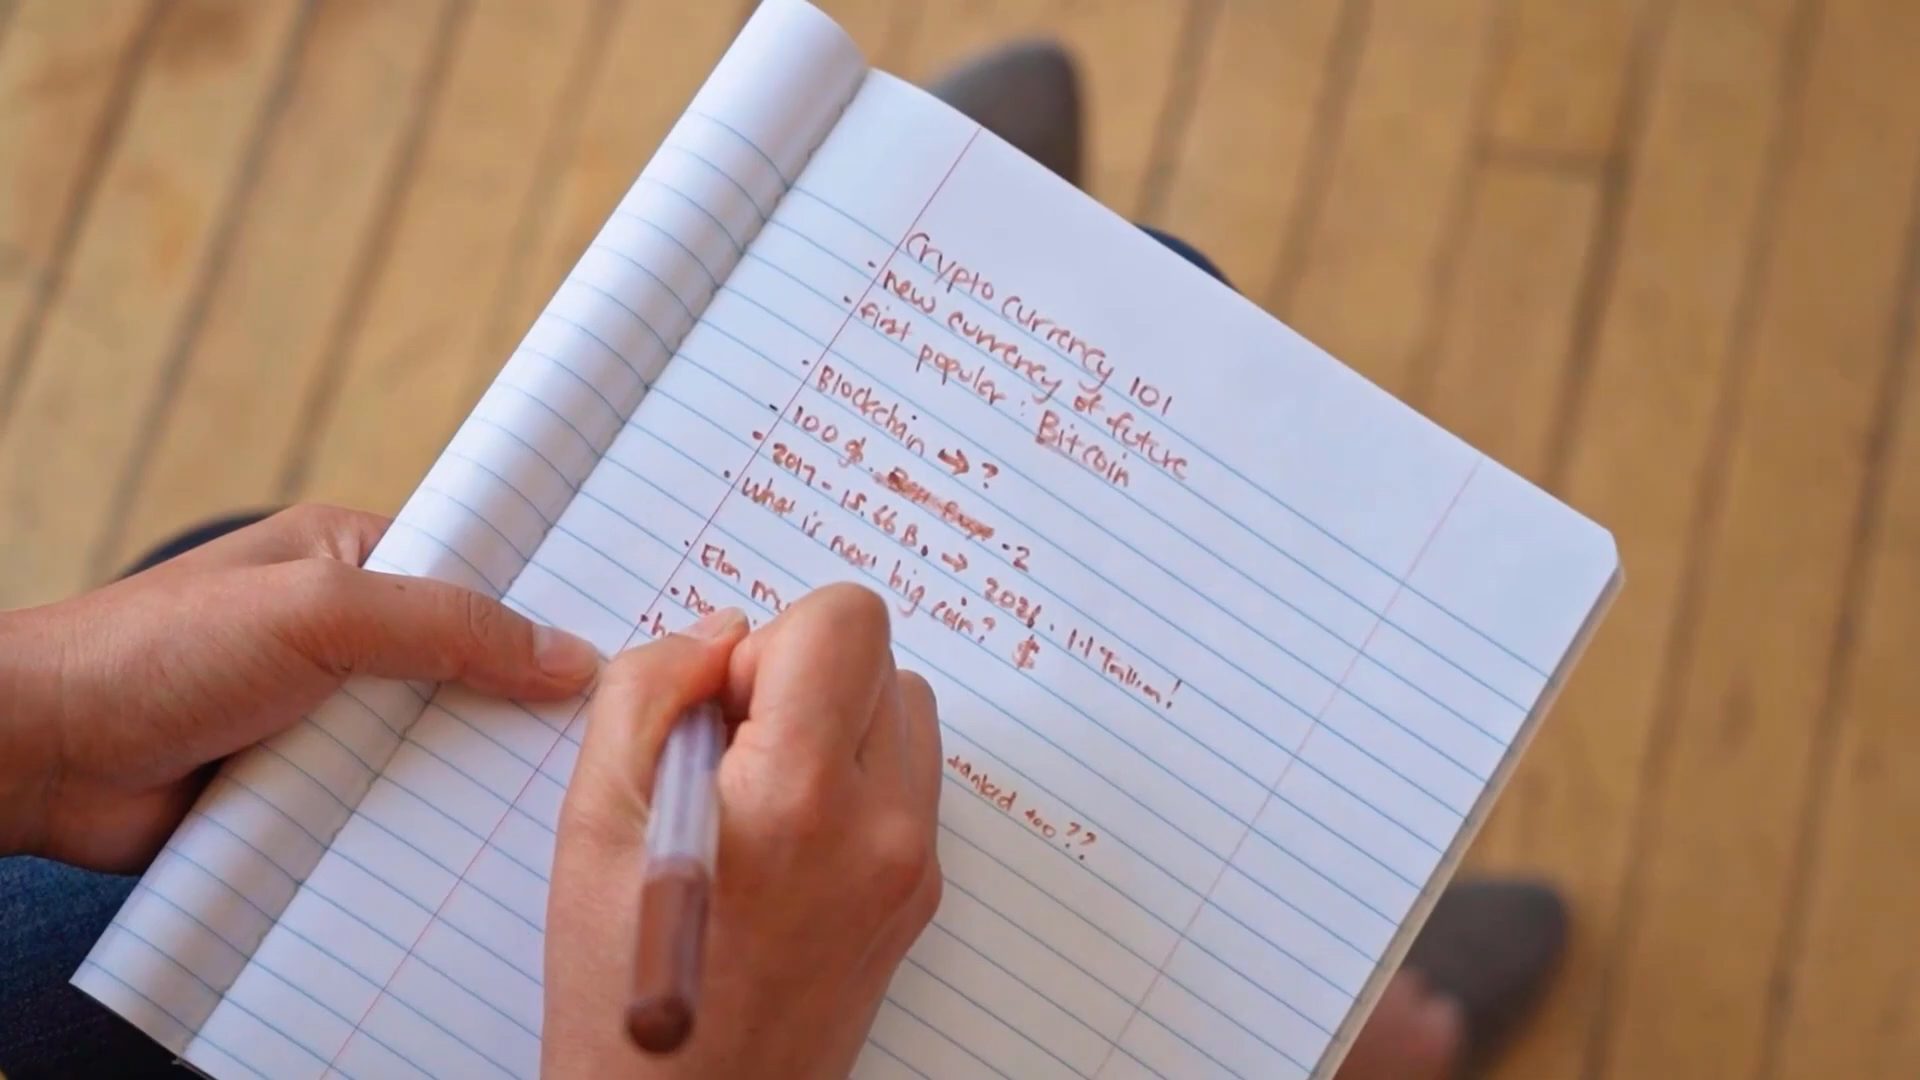 Crypto Currency 101
- new currency of future
- first popular : Bitcoin
- Blockchain → ?
- 100 $. - 2
- 2017 - 15.66 B. → 2021. 1.1 Trillion!
- What is next big coin? $
- Elon
tanked too ??